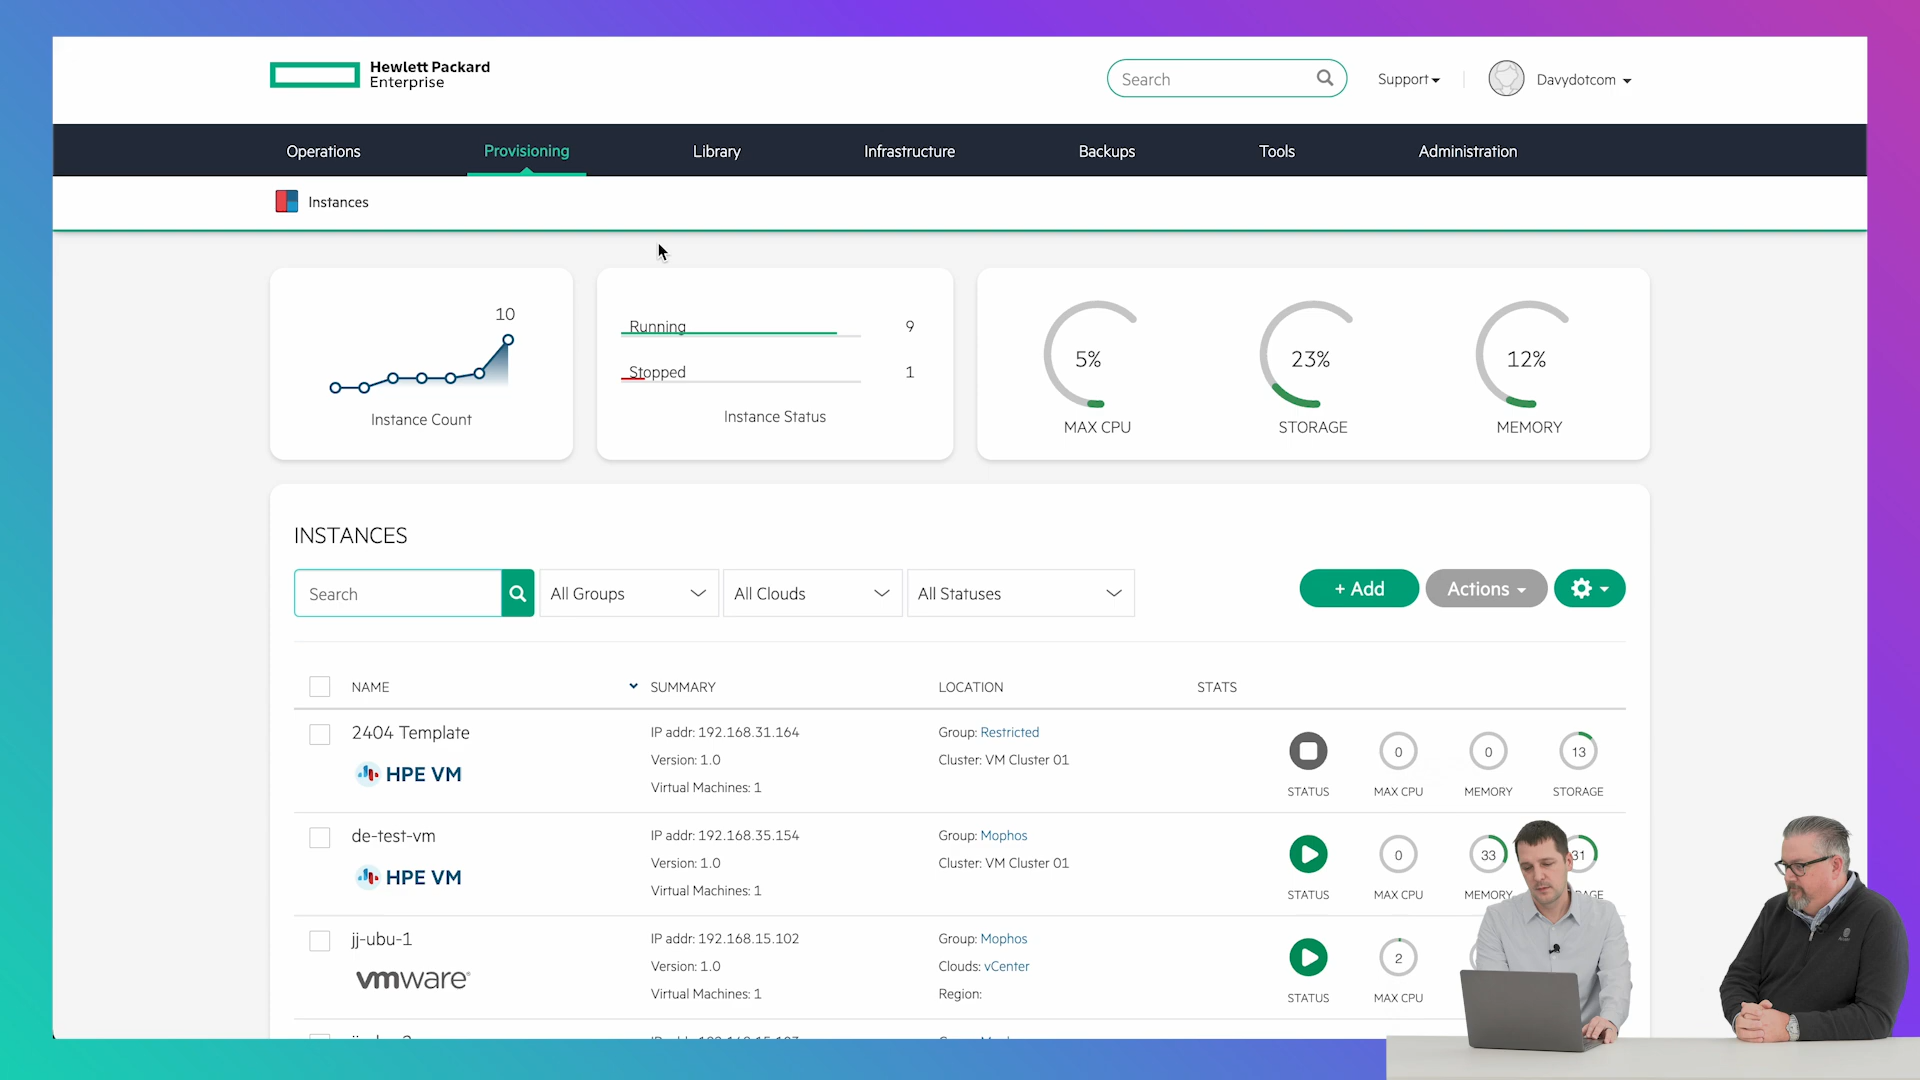 Hewlett Packard
Enterprise
Search
Support
Davydotcom
Operations
Provisioning
Library
Infrastructure
Backups
Tools
Administration
Instances
10
Instance Count
Running
9
Stopped
1
Instance Status
5%
MAX CPU
23%
STORAGE
12%
MEMORY
INSTANCES
Search
All Groups
All Clouds
All Statuses
+ Add
Actions
NAME
SUMMARY
LOCATION
STATS
2404 Template
HPE VM
IP addr: 192.168.31.164
Version: 1.0
Virtual Machines: 1
Group: Restricted
Cluster: VM Cluster 01
STATUS
0
MAX CPU
0
MEMORY
13
STORAGE
de-test-vm
HPE VM
IP addr: 192.168.35.154
Version: 1.0
Virtual Machines: 1
Group: Mophos
Cluster: VM Cluster 01
STATUS
0
MAX CPU
33
MEMORY
31
jj-ubu-1
vmware
IP addr: 192.168.15.102
Version: 1.0
Virtual Machines: 1
Group: Mophos
Clouds: vCenter
Region:
STATUS
2
MAX CPU